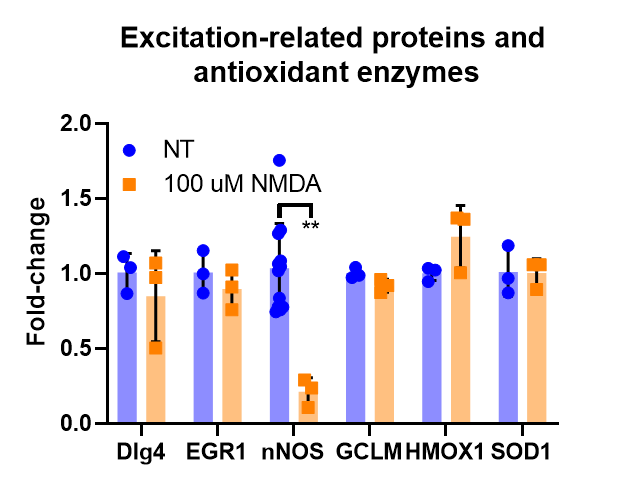 Excitation-related proteins and
antioxidant enzymes
Fold-change
2.0
1.5
1.0
0.5
0.0
NT
100 uM NMDA
**
Dlg4 EGR1 nNOS GCLM HMOX1 SOD1